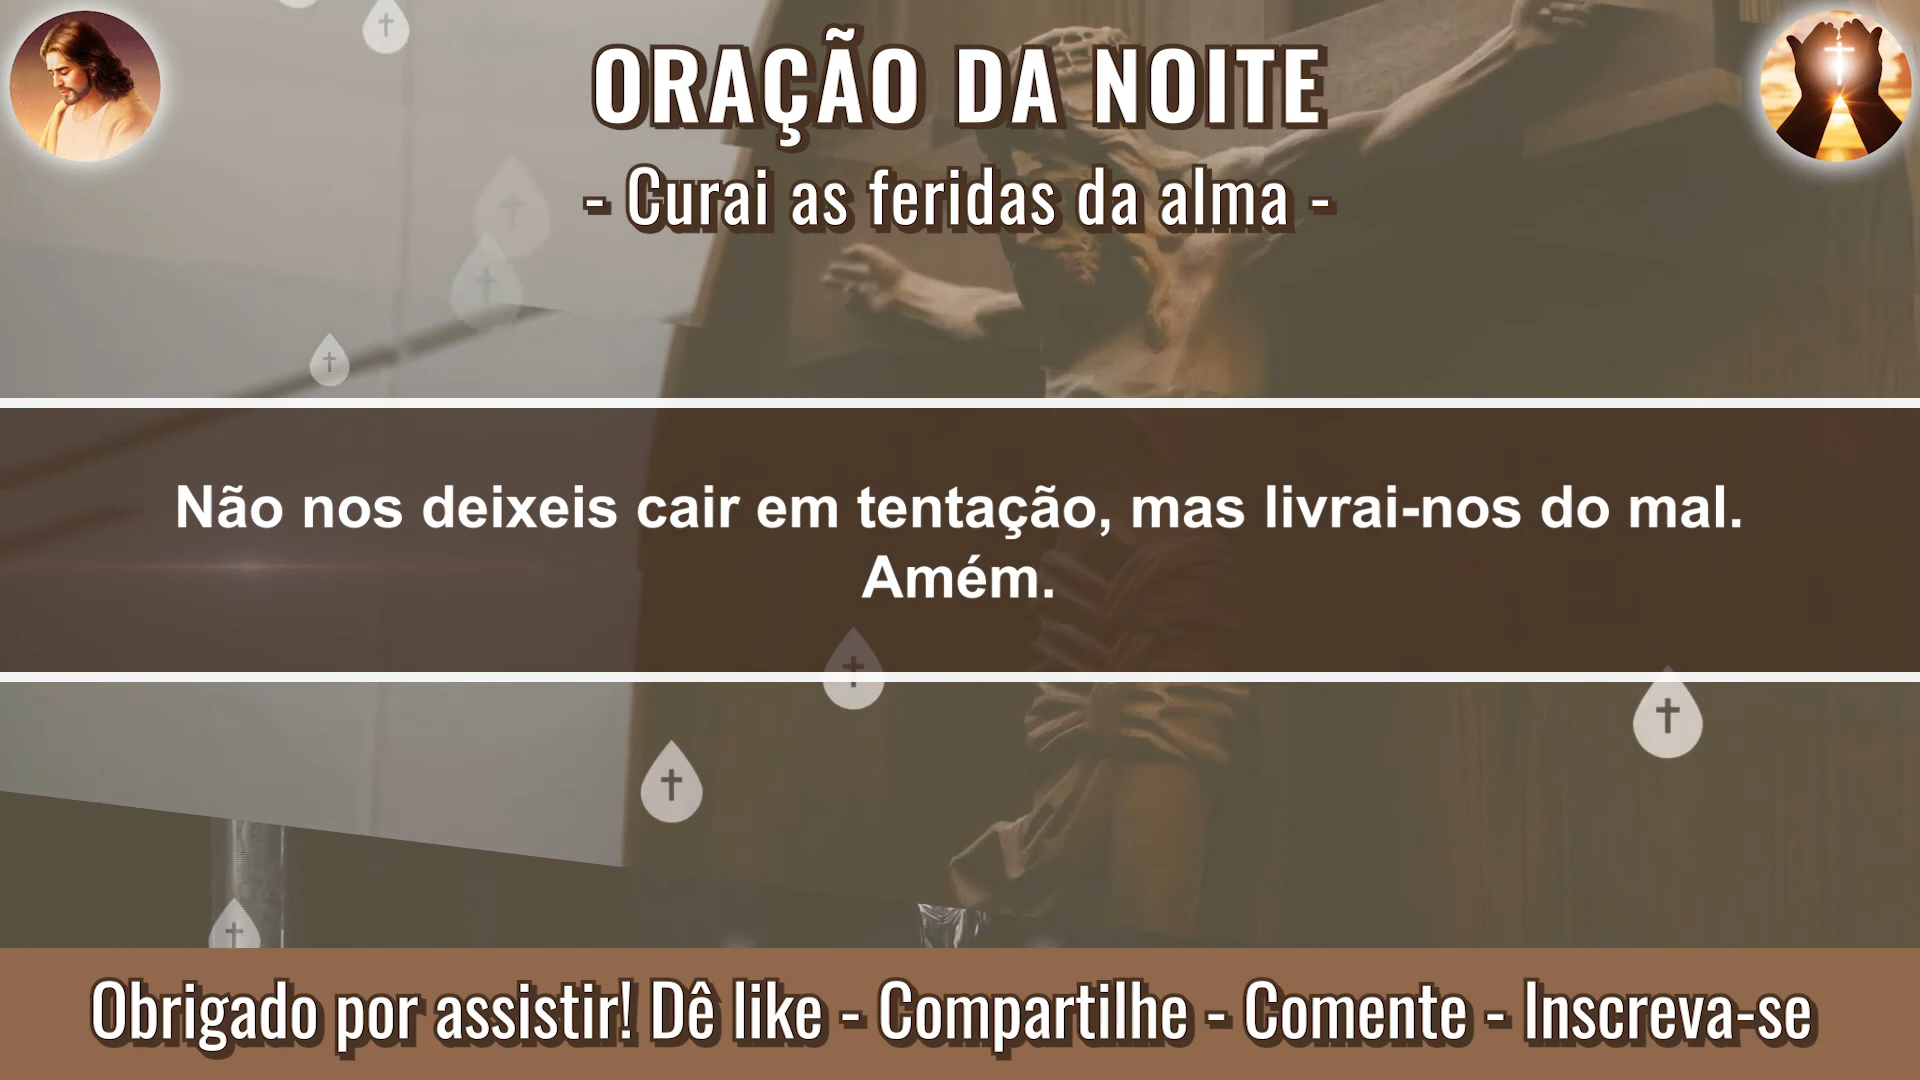 ORAÇÃO DA NOITE
- Curai as feridas da alma -
Não nos deixeis cair em tentação, mas livrai-nos do mal.
Amém.
Obrigado por assistir! Dê like - Compartilhe - Comente - Inscreva-se